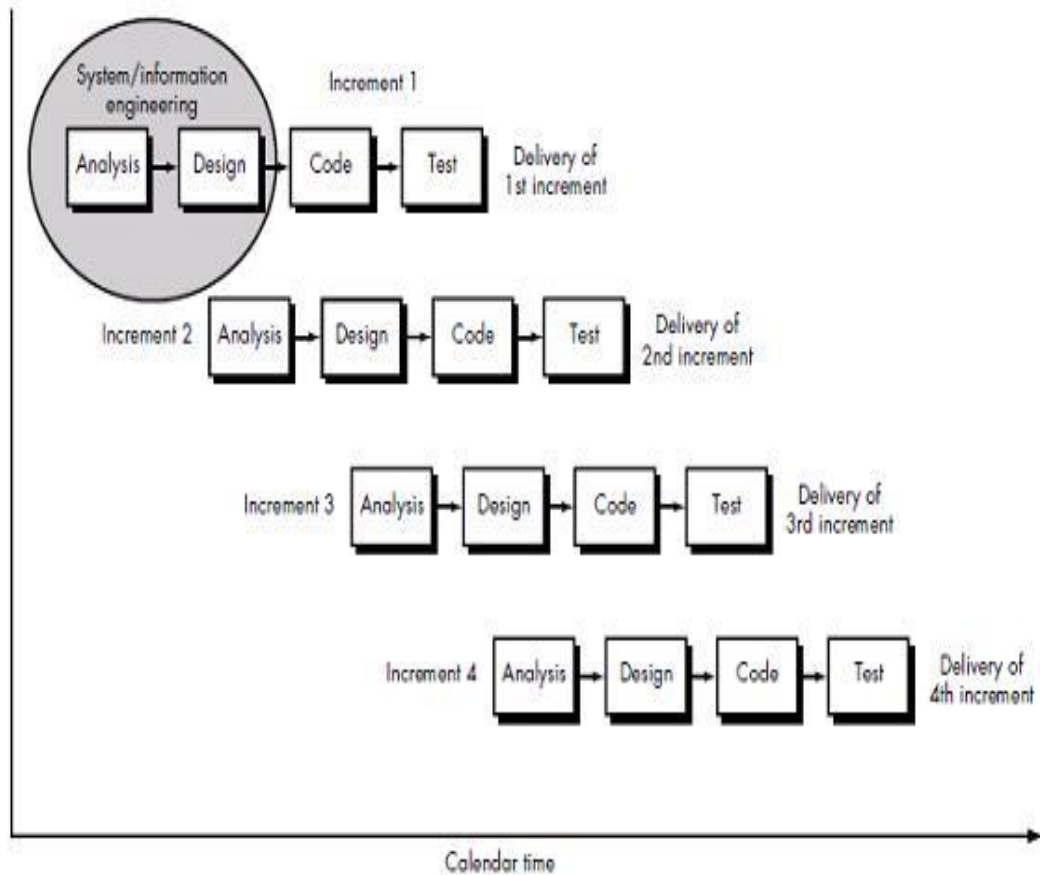 System/information
engineering
Increment 1
Analysis
Design
Code
Test
Delivery of
1st increment
Increment 2
Analysis
Design
Code
Test
Delivery of
2nd increment
Increment 3
Analysis
Design
Code
Test
Delivery of
3rd increment
Increment 4
Analysis
Design
Code
Test
Delivery of
4th increment
Calendar time